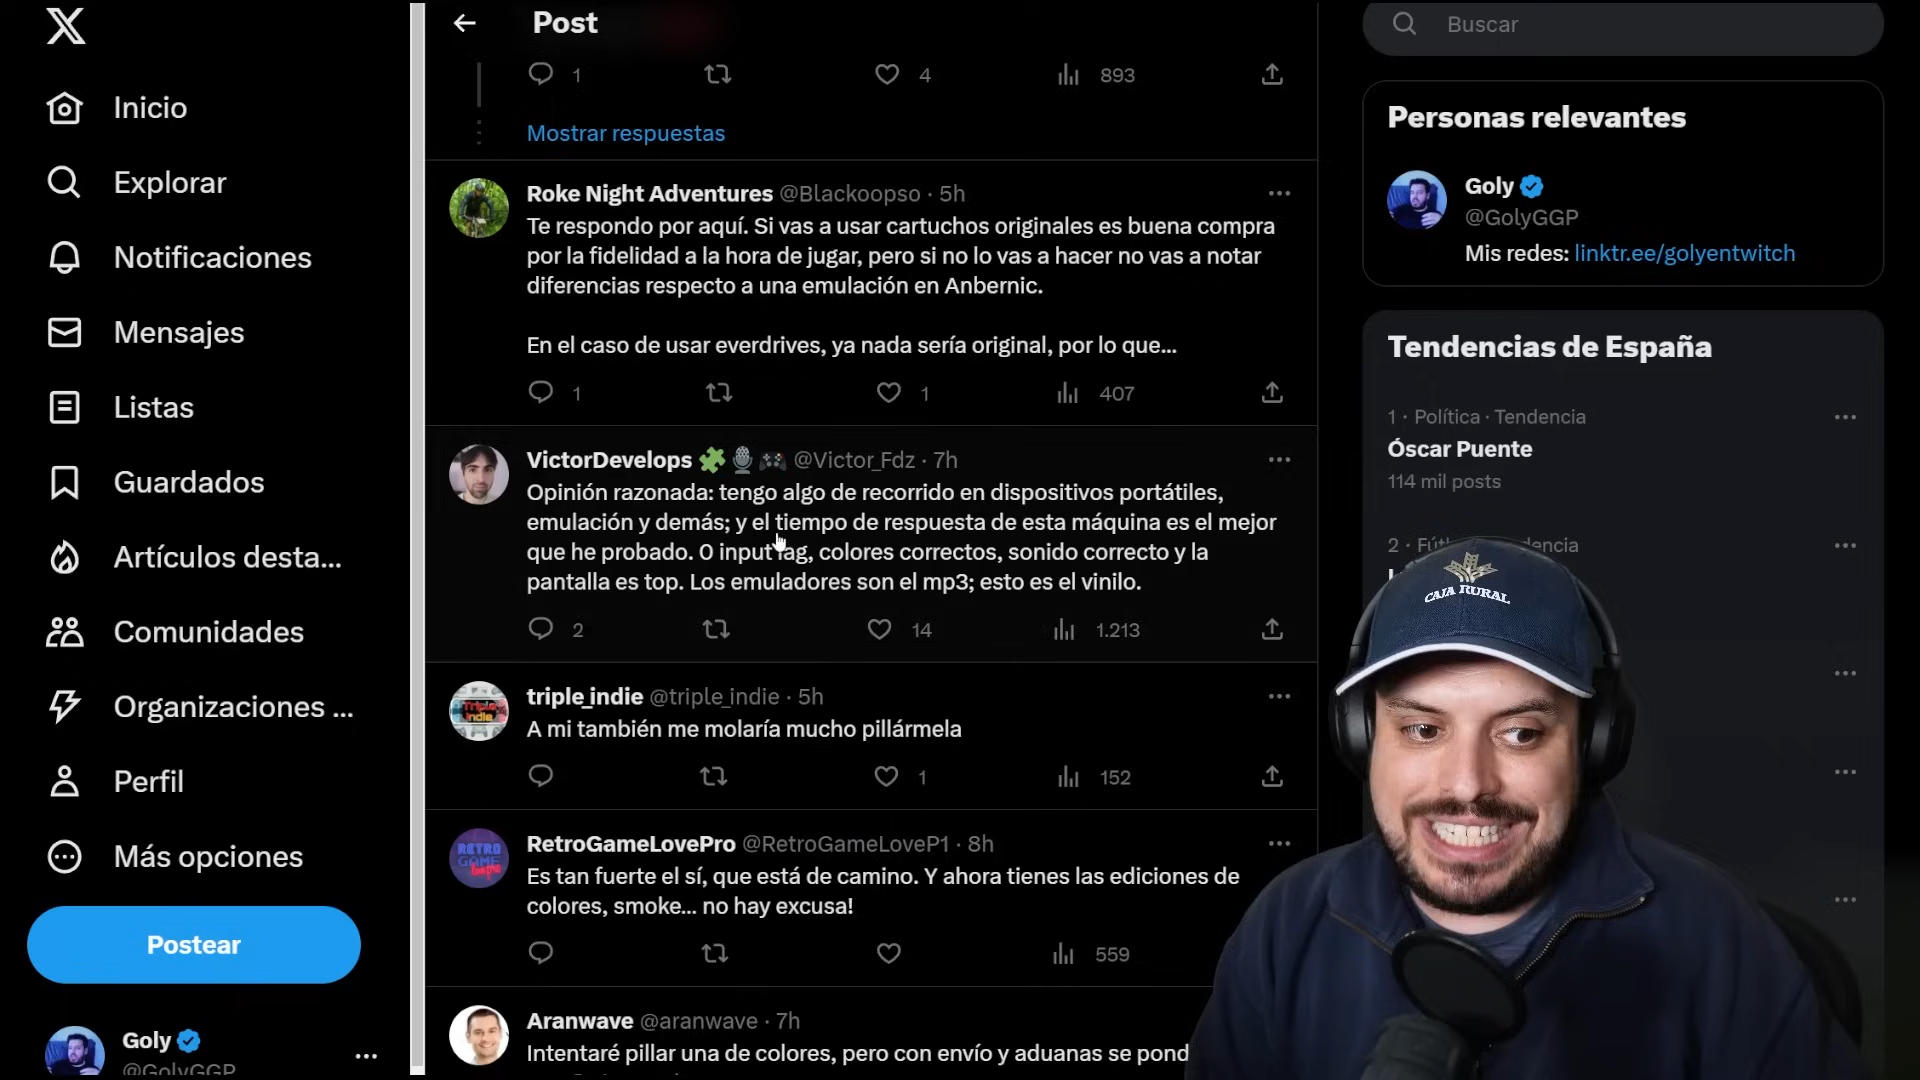 Inicio
Explorar
Notificaciones
Mensajes
Listas
Guardados
Artículos desta...
Comunidades
Organizaciones ...
Perfil
Más opciones
Postear
Goly
@GolyGGP
Post
1 4 893
Mostrar respuestas
Roke Night Adventures @Blackoopso · 5h
Te respondo por aquí. Si vas a usar cartuchos originales es buena compra
por la fidelidad a la hora de jugar, pero si no lo vas a hacer no vas a notar
diferencias respecto a una emulación en Anbernic.
En el caso de usar everdrives, ya nada sería original, por lo que...
1 1 407
VictorDevelops @Victor_Fdz · 7h
Opinión razonada: tengo algo de recorrido en dispositivos portátiles,
emulación y demás; y el tiempo de respuesta de esta máquina es el mejor
que he probado. 0 input lag, colores correctos, sonido correcto y la
pantalla es top. Los emuladores son el mp3; esto es el vinilo.
2 14 1.213
triple_indie @triple_indie · 5h
A mi también me molaría mucho pillármela
1 152
RetroGameLovePro @RetroGameLoveP1 · 8h
Es tan fuerte el sí, que está de camino. Y ahora tienes las ediciones de
colores, smoke... no hay excusa!
559
Aranwave @aranwave · 7h
Intentaré pillar una de colores, pero con envío y aduanas se pond
Buscar
Personas relevantes
Goly
@GolyGGP
Mis redes: linktr.ee/golyentwitch
Tendencias de España
1 · Política · Tendencia
Óscar Puente
114 mil posts
2 ·
CAJA RURAL